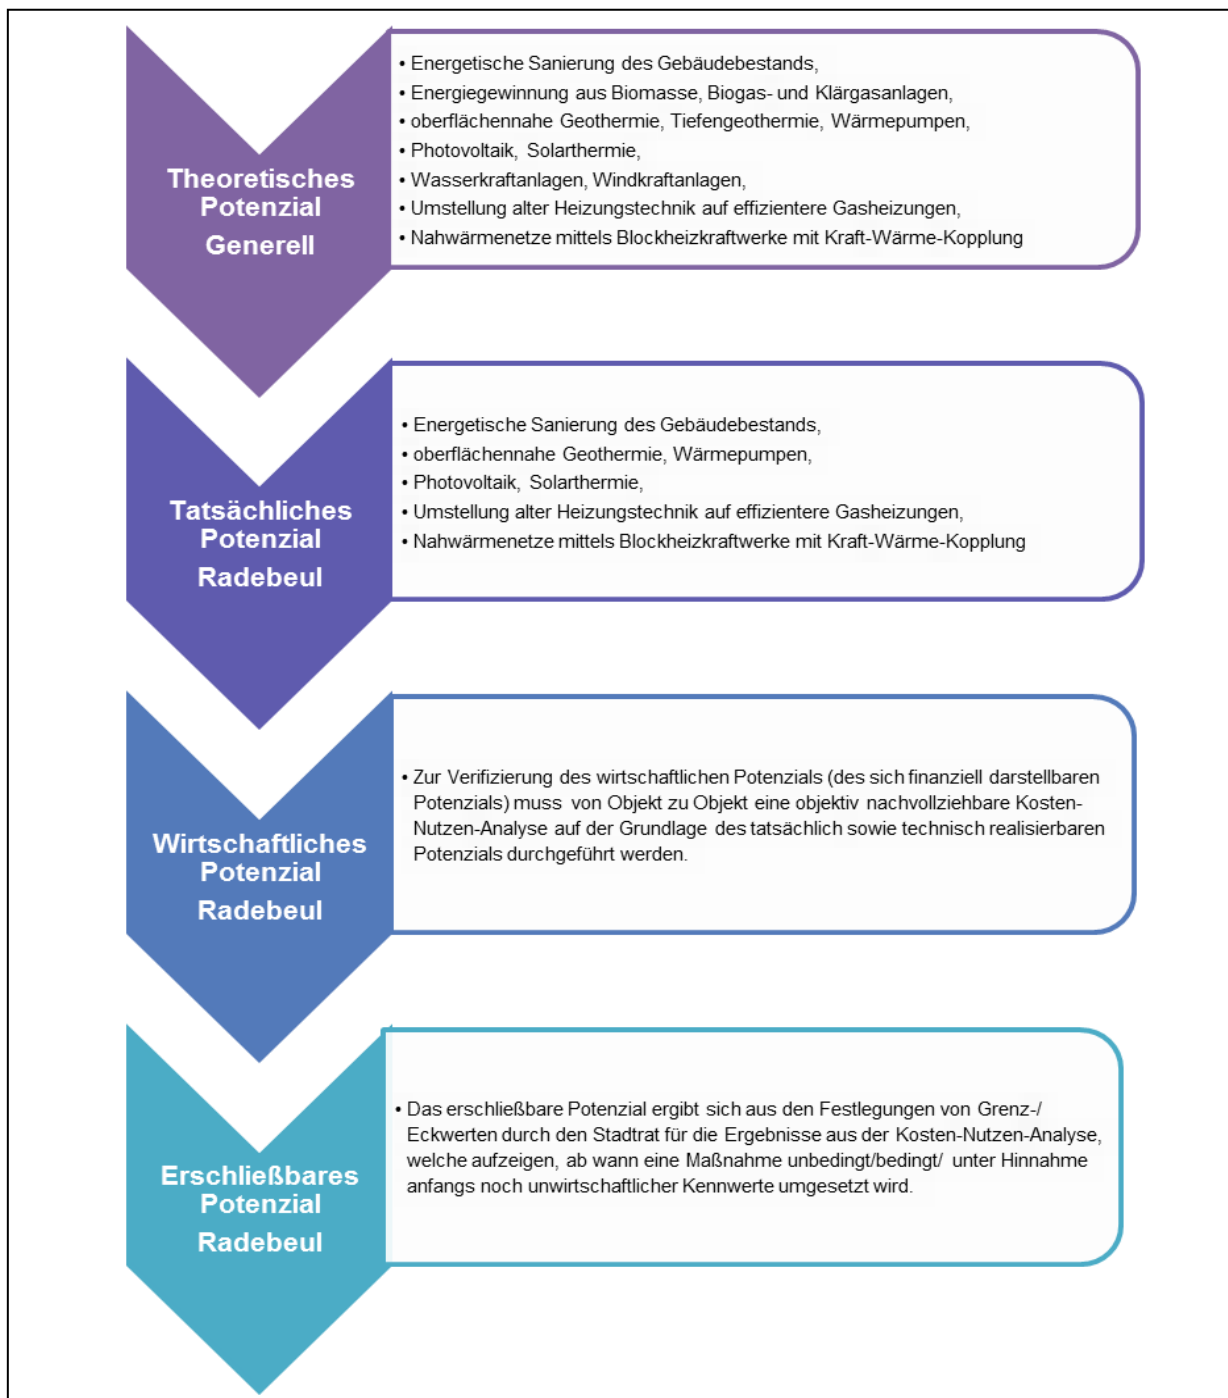 Theoretisches
Potenzial
Generell
• Energetische Sanierung des Gebäudebestands,
• Energiegewinnung aus Biomasse, Biogas- und Klärgasanlagen,
• oberflächennahe Geothermie, Tiefengeothermie, Wärmepumpen,
• Photovoltaik, Solarthermie,
• Wasserkraftanlagen, Windkraftanlagen,
• Umstellung alter Heizungstechnik auf effizientere Gasheizungen,
• Nahwärmenetze mittels Blockheizkraftwerke mit Kraft-Wärme-Kopplung
Tatsächliches
Potenzial
Radebeul
• Energetische Sanierung des Gebäudebestands,
• oberflächennahe Geothermie, Wärmepumpen,
• Photovoltaik, Solarthermie,
• Umstellung alter Heizungstechnik auf effizientere Gasheizungen,
• Nahwärmenetze mittels Blockheizkraftwerke mit Kraft-Wärme-Kopplung
Wirtschaftliches
Potenzial
Radebeul
• Zur Verifizierung des wirtschaftlichen Potenzials (des sich finanziell darstellbaren
Potenzials) muss von Objekt zu Objekt eine objektiv nachvollziehbare Kosten-
Nutzen-Analyse auf der Grundlage des tatsächlich sowie technisch realisierbaren
Potenzials durchgeführt werden.
Erschließbares
Potenzial
Radebeul
• Das erschließbare Potenzial ergibt sich aus den Festlegungen von Grenz-/
Eckwerten durch den Stadtrat für die Ergebnisse aus der Kosten-Nutzen-Analyse,
welche aufzeigen, ab wann eine Maßnahme unbedingt/bedingt/ unter Hinnahme
anfangs noch unwirtschaftlicher Kennwerte umgesetzt wird.